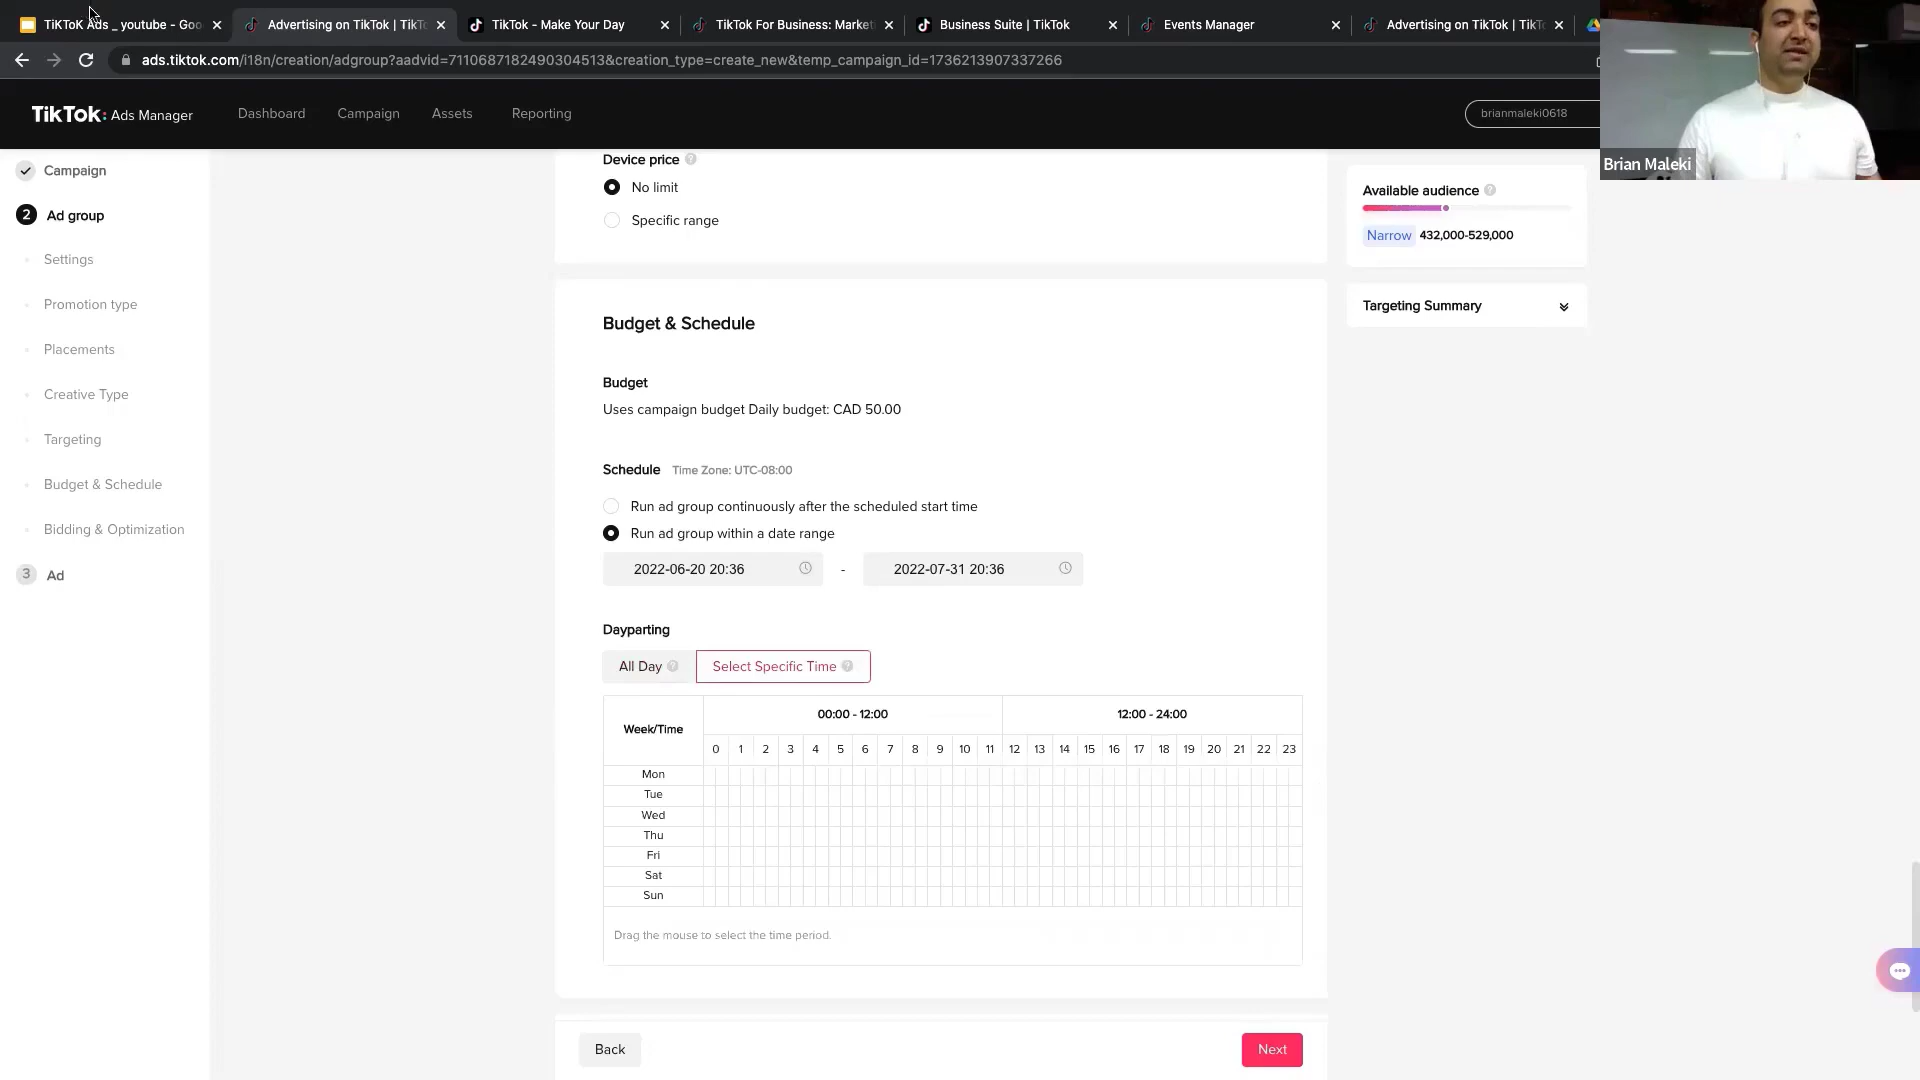 TiKToK Ads _ youtube - Goo
Advertising on TikTok | TikTo
TikTok - Make Your Day
TikTok For Business: Market
Business Suite | TikTok
Events Manager
Advertising on TikTok | TikTo
ads.tiktok.com/i18n/creation/adgroup?aadvid=7110687182490304513&creation_type=create_new&temp_campaign_id=1736213907337266
TikTok: Ads Manager
Dashboard
Campaign
Assets
Reporting
brianmaleki0618
Brian Maleki
Campaign
2 Ad group
Settings
Promotion type
Placements
Creative Type
Targeting
Budget & Schedule
Bidding & Optimization
3 Ad
Device price ?
No limit
Specific range
Budget & Schedule
Budget
Uses campaign budget Daily budget: CAD 50.00
Schedule Time Zone: UTC-08:00
Run ad group continuously after the scheduled start time
Run ad group within a date range
2022-06-20 20:36 - 2022-07-31 20:36
Dayparting
All Day ? Select Specific Time ?
Week/Time
00:00 - 12:00 12:00 - 24:00
0 1 2 3 4 5 6 7 8 9 10 11 12 13 14 15 16 17 18 19 20 21 22 23
Mon
Tue
Wed
Thu
Fri
Sat
Sun
Drag the mouse to select the time period.
Back
Next
Available audience ?
Narrow 432,000-529,000
Targeting Summary